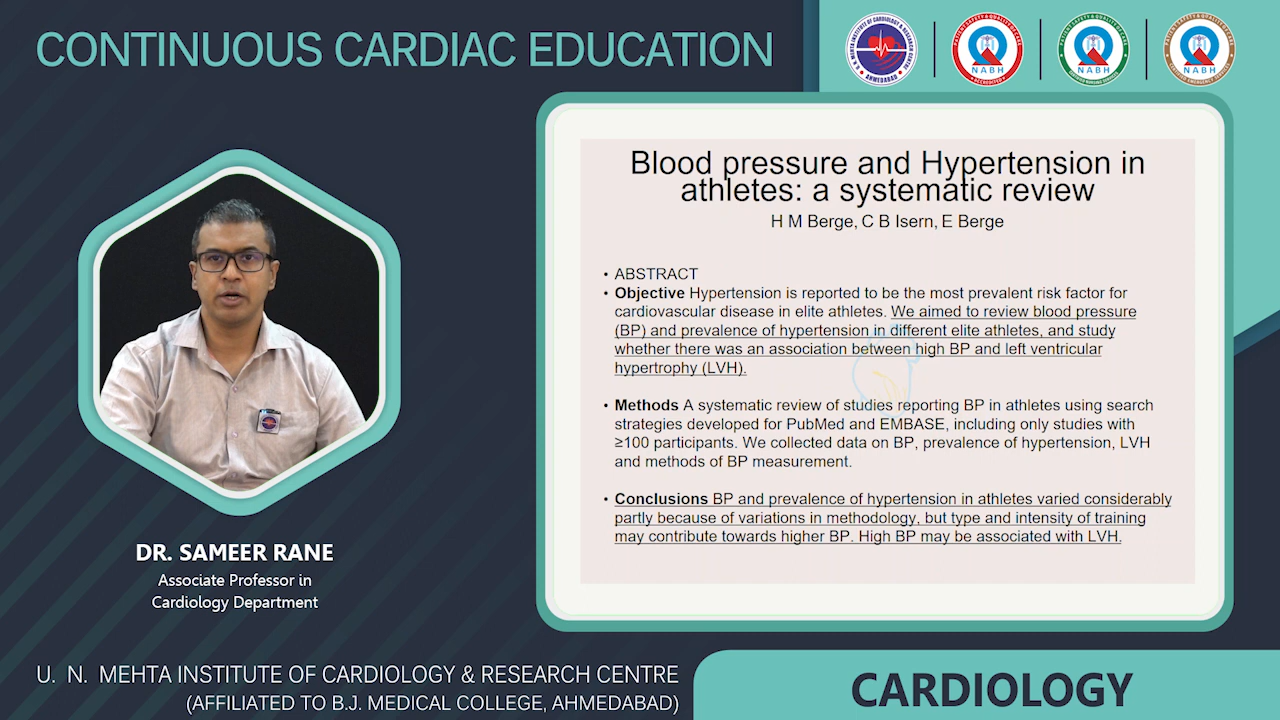 CONTINUOUS CARDIAC EDUCATION
NABH
NABH
NABH
Blood pressure and Hypertension in
athletes: a systematic review
H M Berge, C B Isern, E Berge
• ABSTRACT
• Objective Hypertension is reported to be the most prevalent risk factor for
cardiovascular disease in elite athletes. We aimed to review blood pressure
(BP) and prevalence of hypertension in different elite athletes, and study
whether there was an association between high BP and left ventricular
hypertrophy (LVH).
• Methods A systematic review of studies reporting BP in athletes using search
strategies developed for PubMed and EMBASE, including only studies with
≥100 participants. We collected data on BP, prevalence of hypertension, LVH
and methods of BP measurement.
• Conclusions BP and prevalence of hypertension in athletes varied considerably
partly because of variations in methodology, but type and intensity of training
may contribute towards higher BP. High BP may be associated with LVH.
DR. SAMEER RANE
Associate Professor in
Cardiology Department
U. N. MEHTA INSTITUTE OF CARDIOLOGY & RESEARCH CENTRE
(AFFILIATED TO B.J. MEDICAL COLLEGE, AHMEDABAD)
CARDIOLOGY